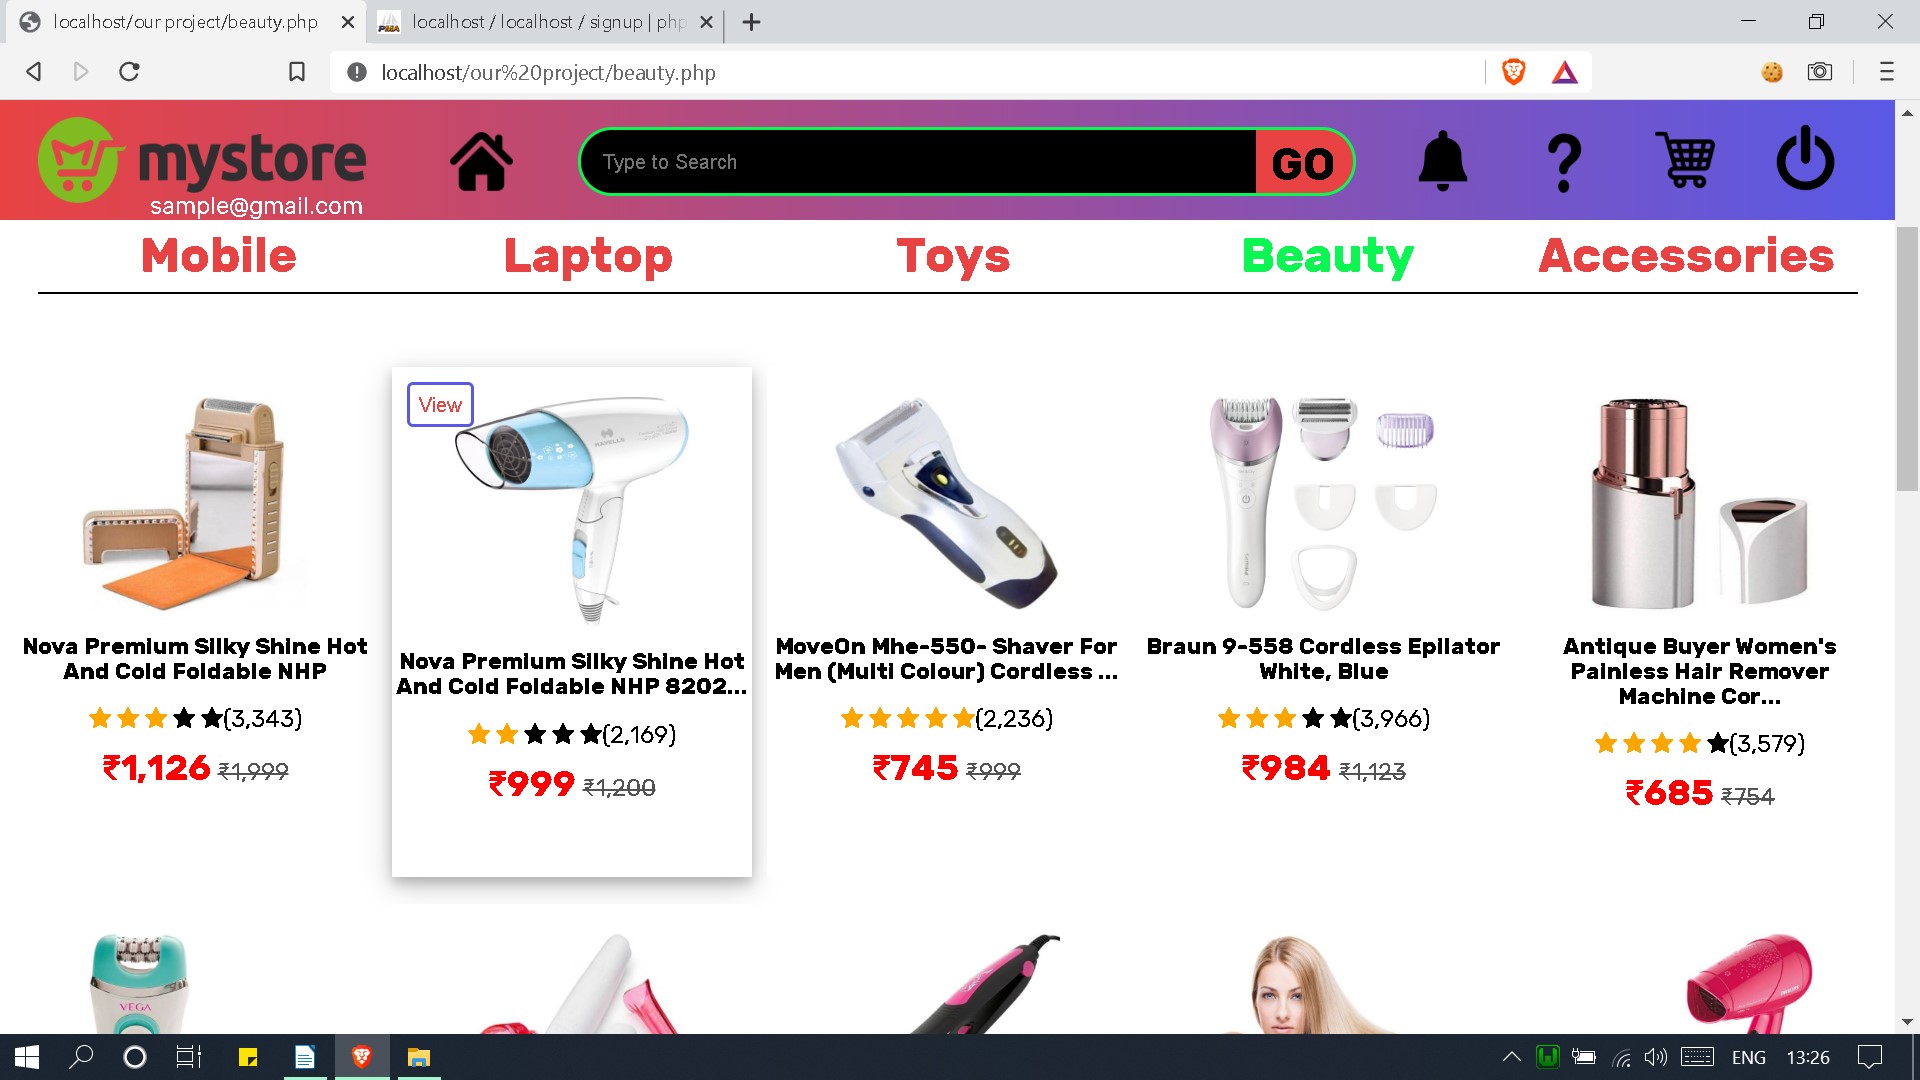 localhost/our project/beauty.php
localhost / localhost / signup | php
localhost/our%20project/beauty.php
mystore
sample@gmail.com
Type to Search
GO
Mobile
Laptop
Toys
Beauty
Accessories
View
HAVELLS
Nova Premium Silky Shine Hot
And Cold Foldable NHP
(3,343)
₹1,126 ₹1,999
Nova Premium Silky Shine Hot
And Cold Foldable NHP 8202...
(2,169)
₹999 ₹1,200
MoveOn Mhe-550- Shaver For
Men (Multi Colour) Cordless ...
(2,236)
₹745 ₹999
Braun 9-558 Cordless Epilator
White, Blue
(3,966)
₹984 ₹1,123
Antique Buyer Women's
Painless Hair Remover
Machine Cor...
(3,579)
₹685 ₹754
VEGA
ENG
13:26